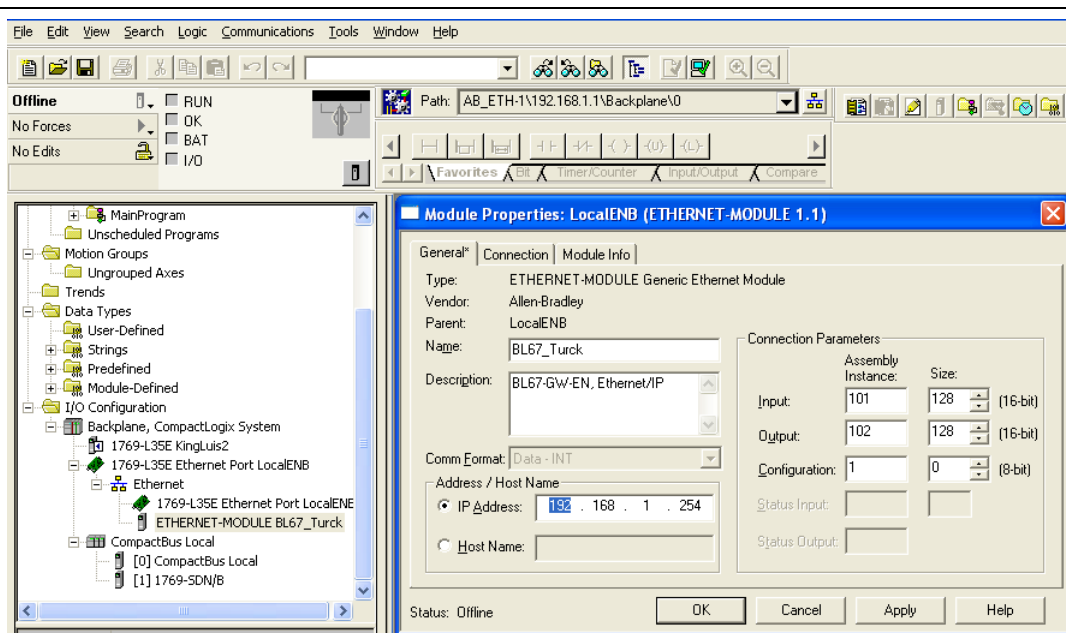 File Edit View Search Logic Communications Tools Window Help
Offline
RUN
No Forces
OK
No Edits
BAT
I/O
Path: AB_ETH-1\192.168.1.1\Backplane\0
Favorites Bit Timer/Counter Input/Output Compare
MainProgram
Unscheduled Programs
Motion Groups
Ungrouped Axes
Trends
Data Types
User-Defined
Strings
Predefined
Module-Defined
I/O Configuration
Backplane, CompactLogix System
1769-L35E KingLuis2
1769-L35E Ethernet Port LocalENB
Ethernet
1769-L35E Ethernet Port LocalENE
ETHERNET-MODULE BL67_Turck
CompactBus Local
[0] CompactBus Local
[1] 1769-SDN/B
Module Properties: LocalENB (ETHERNET-MODULE 1.1)
General* Connection Module Info
Type: ETHERNET-MODULE Generic Ethernet Module
Vendor: Allen-Bradley
Parent: LocalENB
Name: BL67_Turck
Description: BL67-GW-EN, Ethernet/IP
Comm Format: Data - INT
Address / Host Name
IP Address: 192 . 168 . 1 . 254
Host Name:
Connection Parameters
Assembly
Instance: Size:
Input: 101 128 (16-bit)
Output: 102 128 (16-bit)
Configuration: 1 0 (8-bit)
Status Input:
Status Output:
Status: Offline
OK Cancel Apply Help